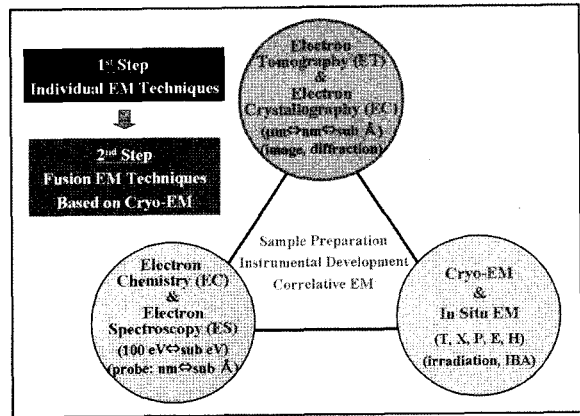 1st Step
Individual EM Techniques
2nd Step
Fusion EM Techniques
Based on Cryo-EM
Electron
Tomography (ET)
&
Electron
Crystallography (EC)
(μm⇔nm⇔sub Å)
(image, diffraction)
Sample Preparation
Instrumental Development
Correlative EM
Electron
Chemistry (EC)
&
Electron
Spectroscopy (ES)
(100 eV⇔sub eV)
(probe: nm⇔sub Å)
Cryo-EM
&
In Situ EM
(T, X, P, E, H)
(irradiation, IBA)